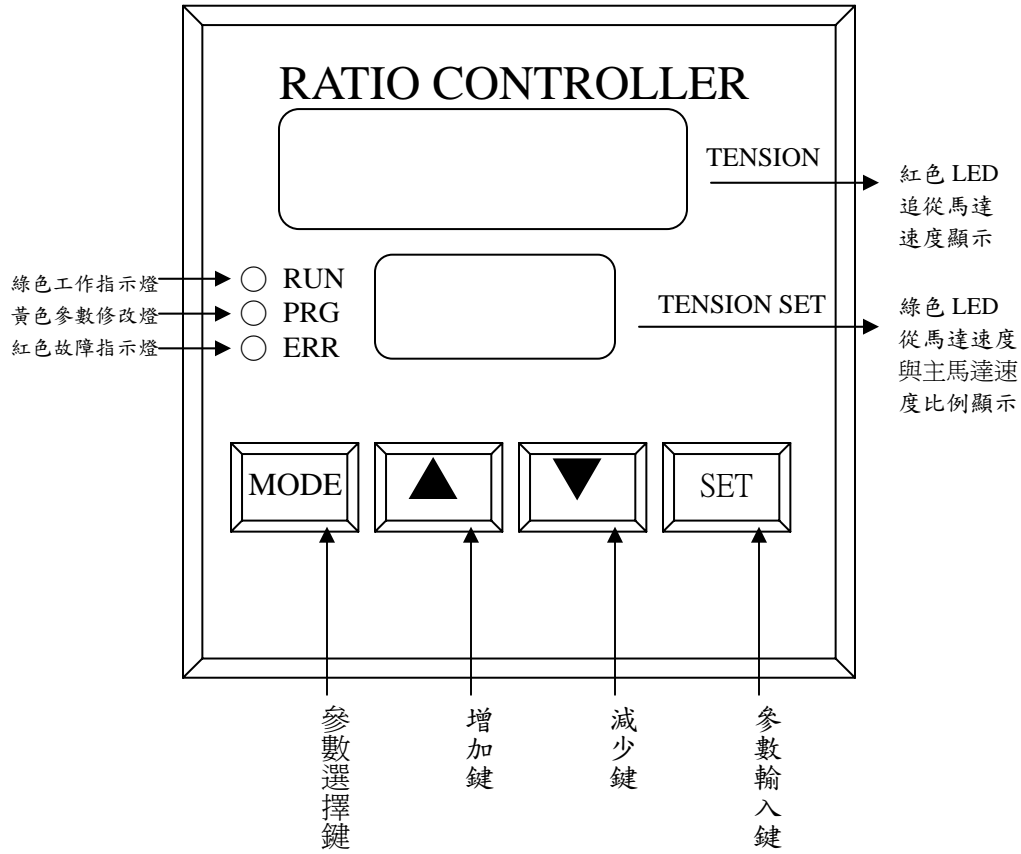 RATIO CONTROLLER
TENSION
紅色 LED
追從馬達
速度顯示
綠色工作指示燈
RUN
黃色參數修改燈
PRG
紅色故障指示燈
ERR
TENSION SET
綠色 LED
從馬達速度
與主馬達速
度比例顯示
MODE
SET
參數選擇鍵
增加鍵
減少鍵
參數輸入鍵